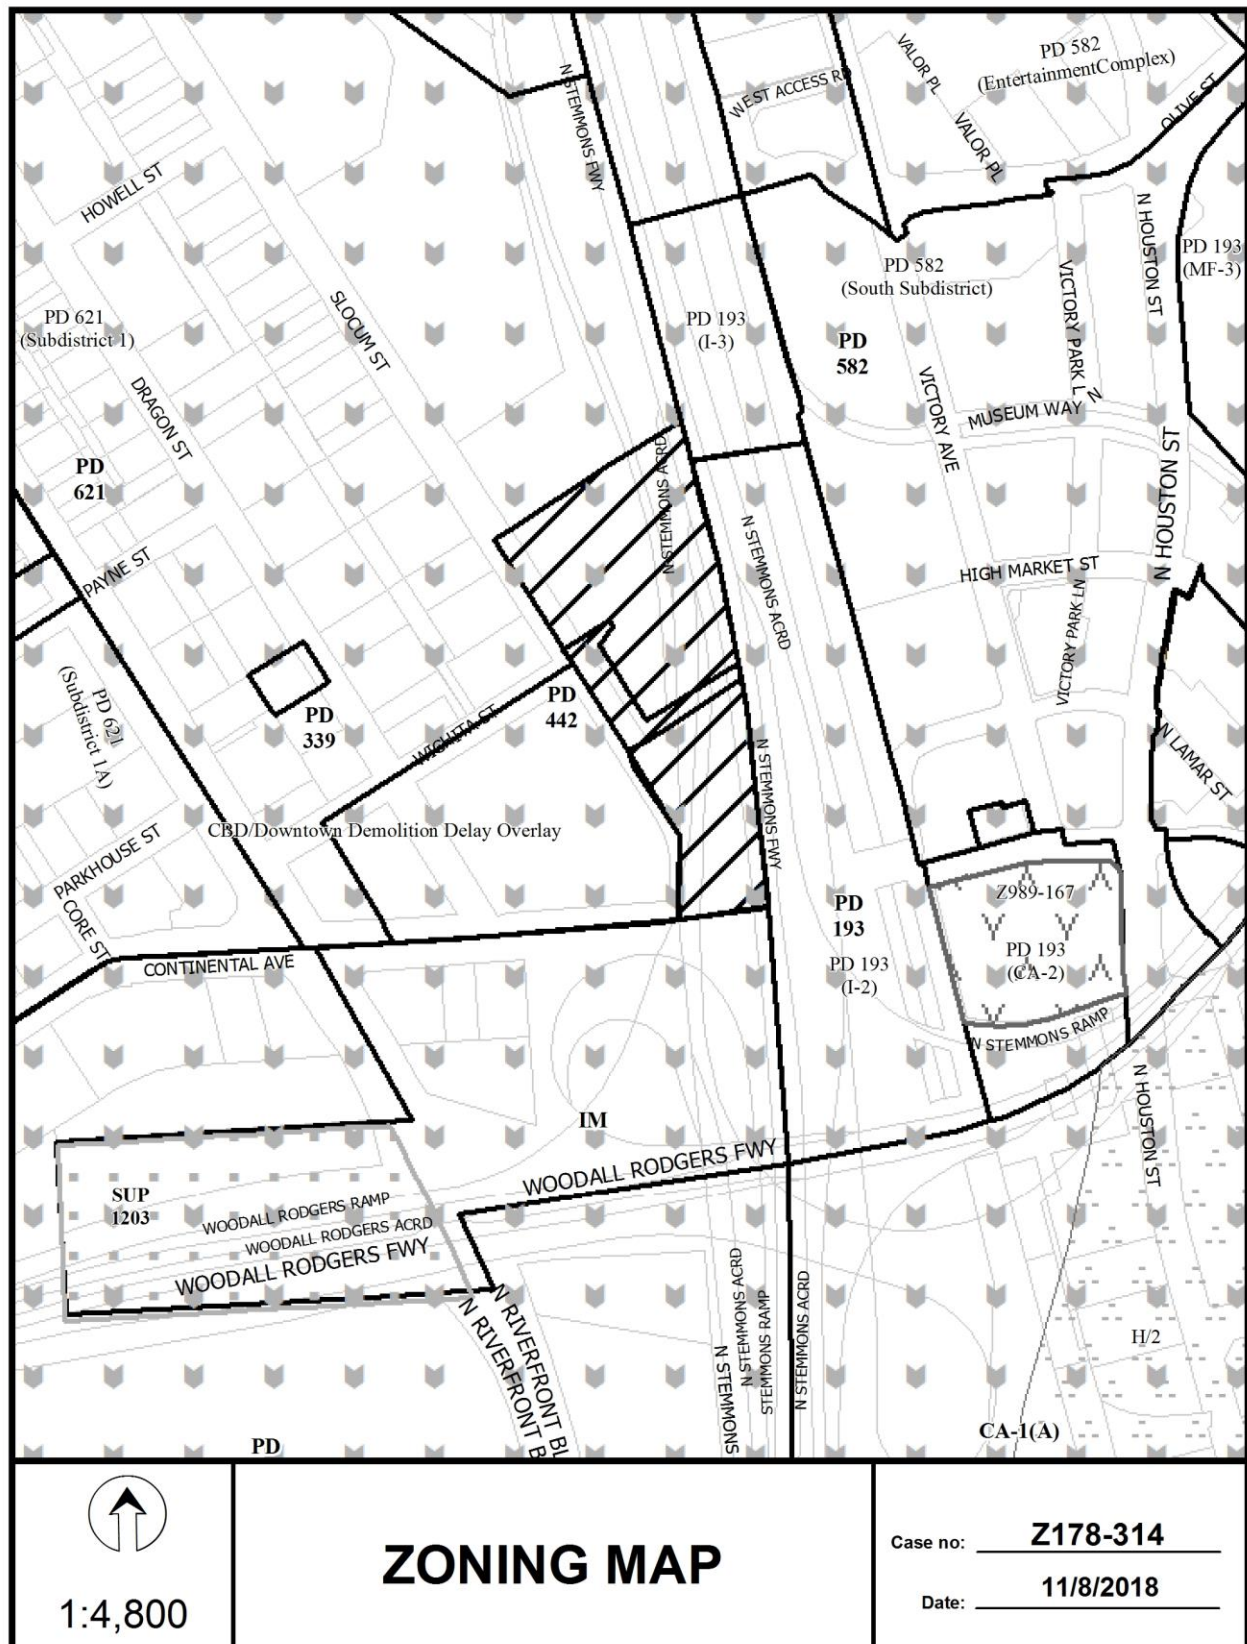 PD 582
(EntertainmentComplex)
VALOR PL
WEST ACCESS RD
OLIVE ST
N STEMMONS FWY
VALOR PL
HOWELL ST
N HOUSTON ST
PD 193
(MF-3)
PD 582
(South Subdistrict)
VICTORY PARK L
N
SLOCUM ST
PD 621
(Subdistrict 1)
PD 193
(I-3)
PD
582
DRAGON ST
VICTORY AVE
MUSEUM WAY
N STEMMONS ACRD
PD
621
N HOUSTON ST
N STEMMONS ACRD
PAYNE ST
HIGH MARKET ST
VICTORY PARK LN
PD 621
(Subdistrict 1A)
PD
442
PD
339
WICHITA ST
N STEMMONS FWY
N LAMAR ST
CBD/Downtown Demolition Delay Overlay
PARKHOUSE ST
CORE ST
Z989-167
PD
193
PD 193
(CA-2)
PD 193
(I-2)
CONTINENTAL AVE
N STEMMONS RAMP
IM
N HOUSTON ST
WOODALL RODGERS FWY
SUP
1203
WOODALL RODGERS RAMP
WOODALL RODGERS ACRD
WOODALL RODGERS FWY
N RIVERFRONT BL
N RIVERFRONT B
N STEMMONS ACRD
STEMMONS RAMP
N STEMMONS ACRD
N STEMMONS
H/2
CA-1(A)
PD
1:4,800
ZONING MAP
Case no: Z178-314
Date: 11/8/2018